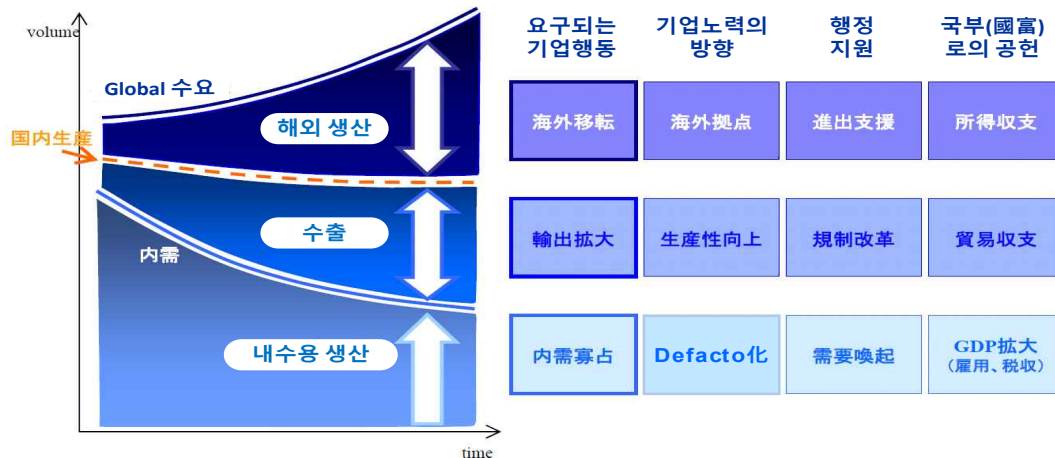 volume
Global 수요
国内生産
해외 생산
수출
内需
내수용 생산
time
요구되는
기업행동
기업노력의
방향
행정
지원
국부(國富)
로의 공헌
海外移転
海外拠点
進出支援
所得収支
輸出拡大
生産性向上
規制改革
貿易収支
内需寡占
Defacto化
需要喚起
GDP拡大
(雇用、税収)